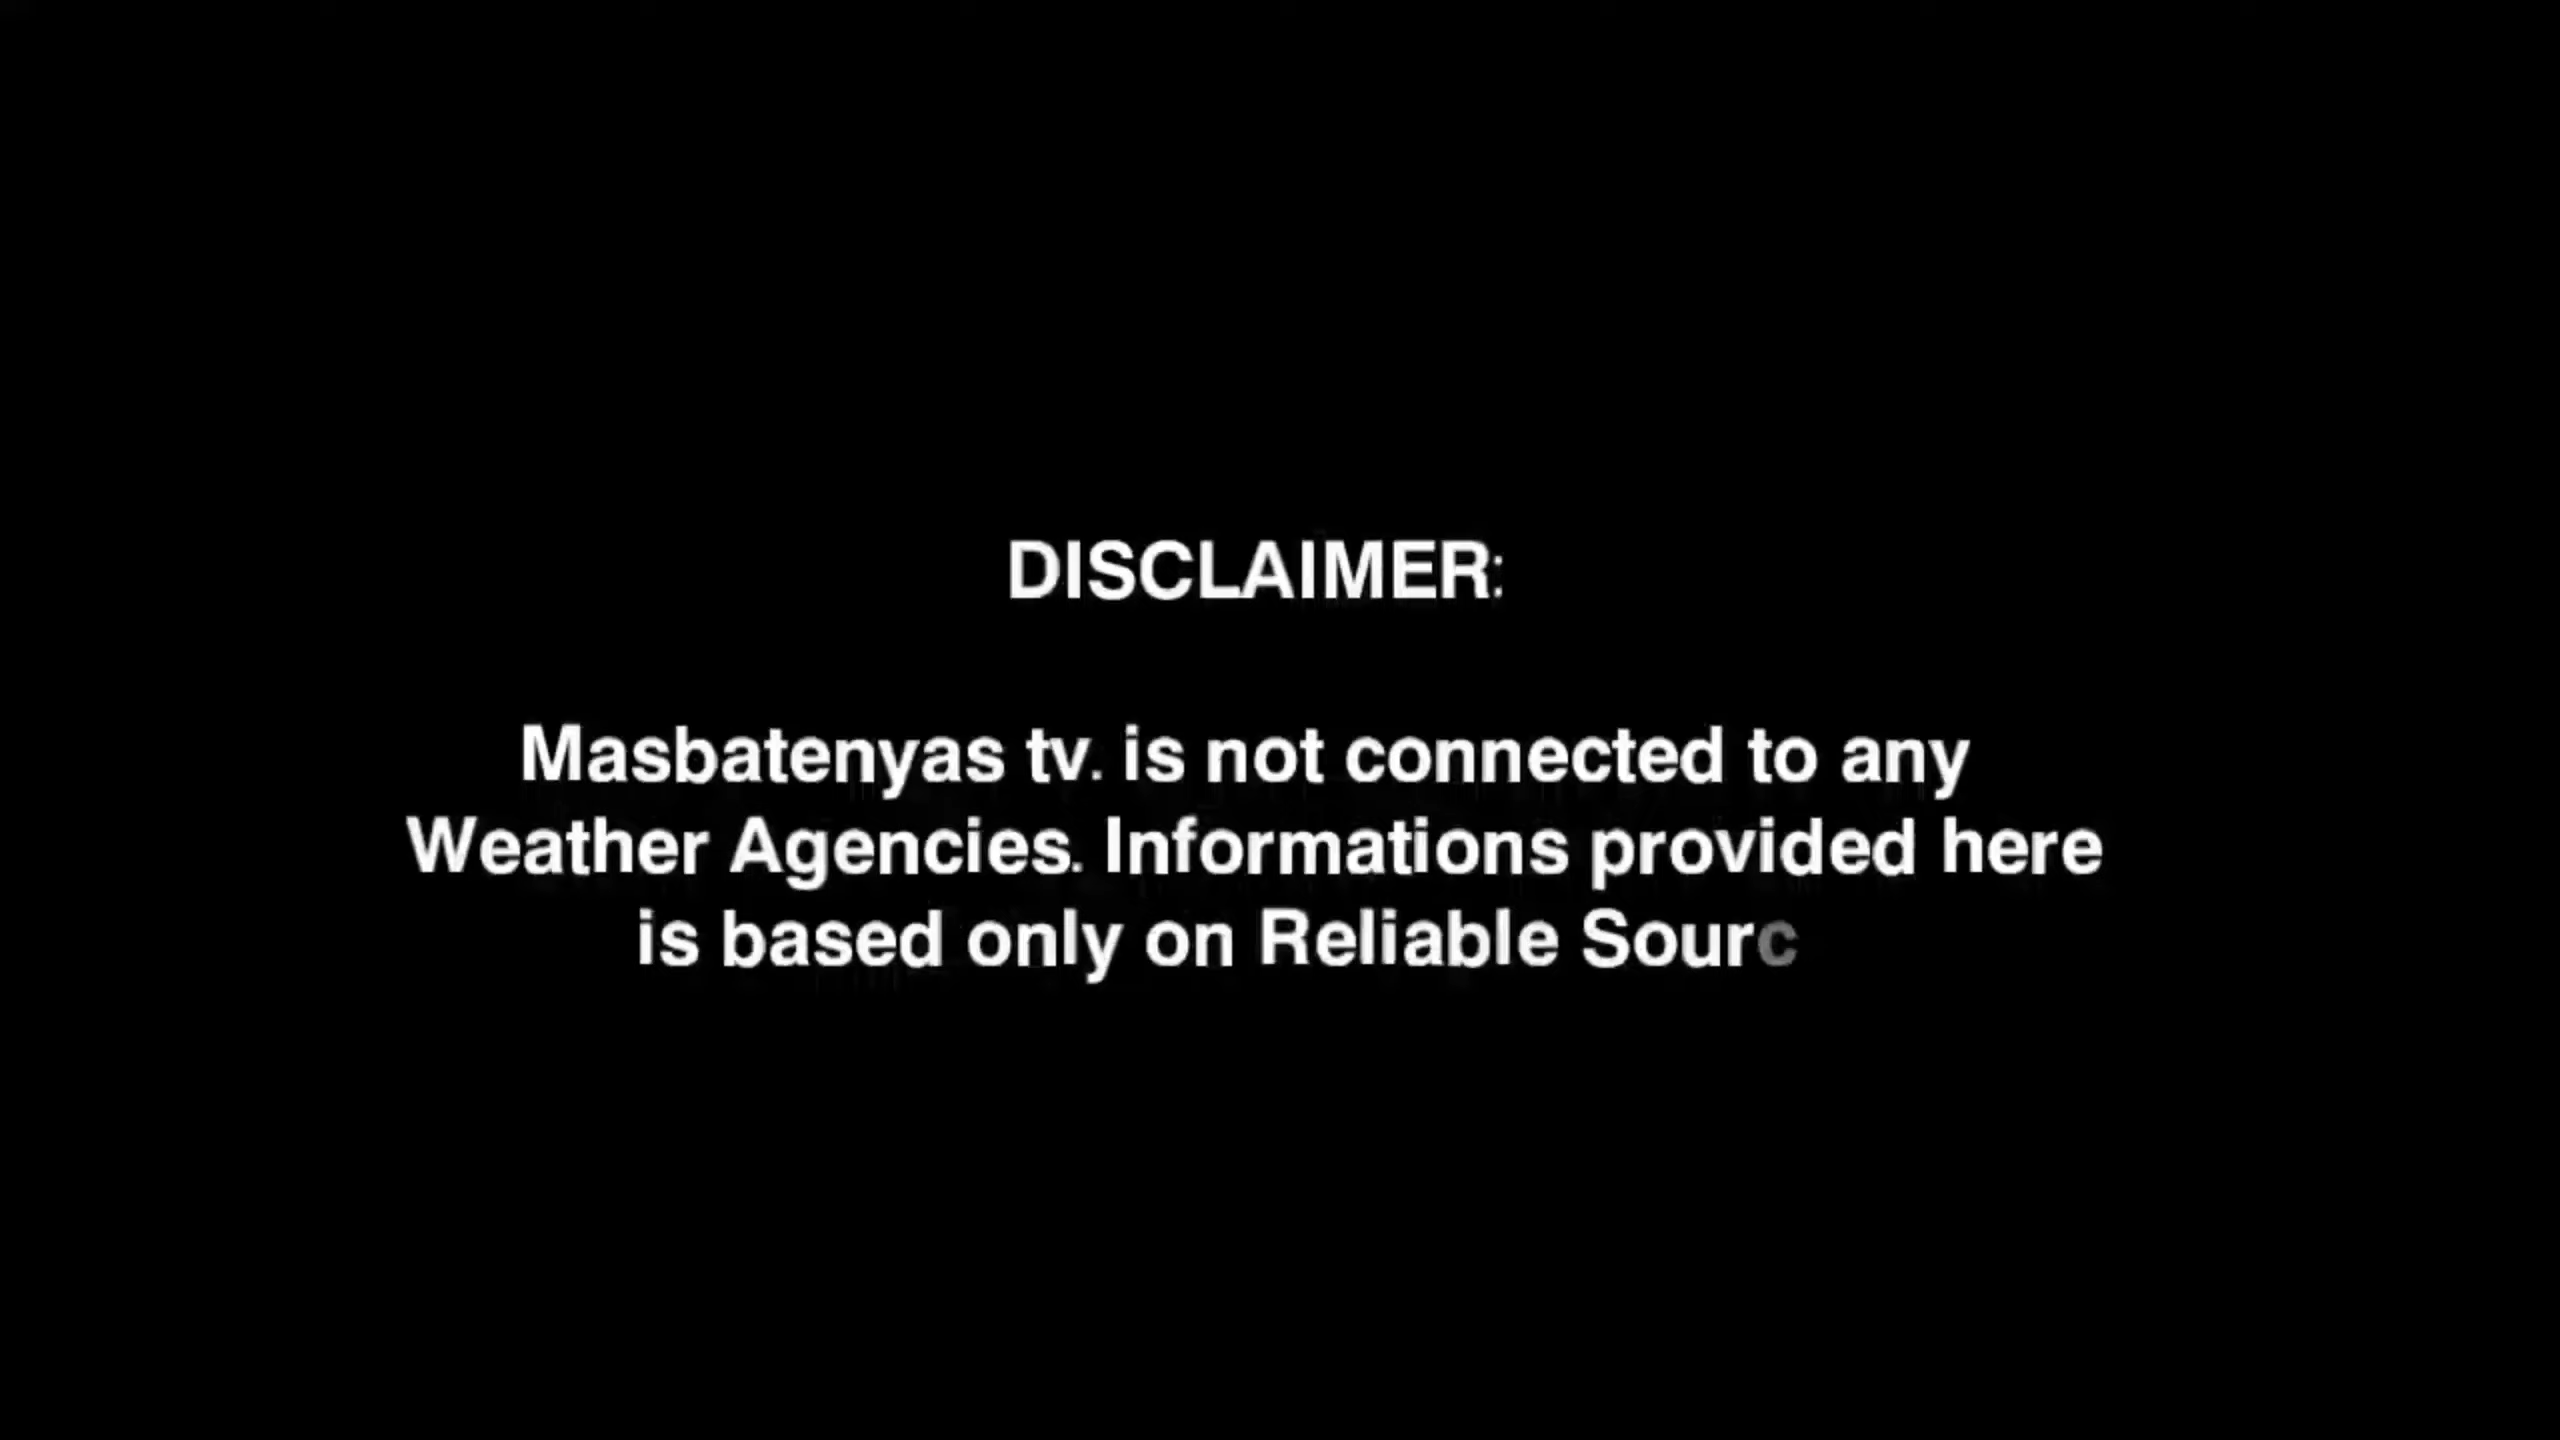 DISCLAIMER:
Masbatenyas tv. is not connected to any
Weather Agencies. Informations provided here
is based only on Reliable Sourc